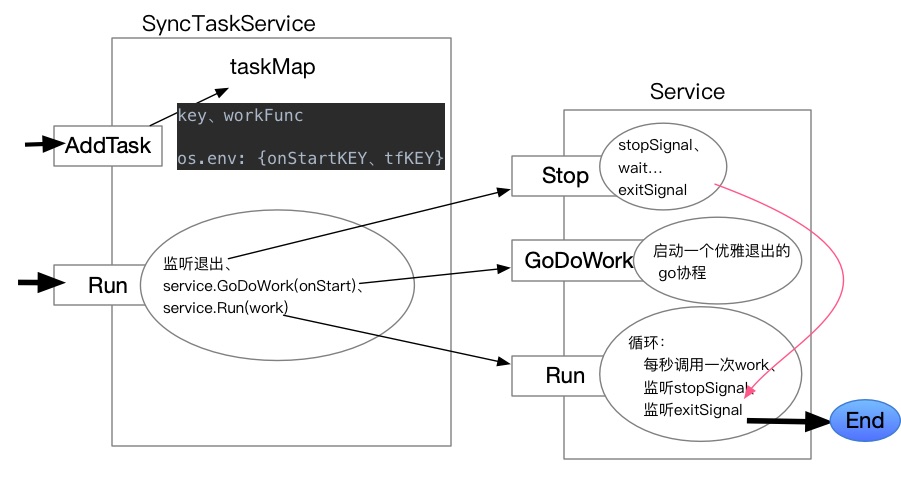 SyncTaskService
taskMap
key、workFunc
os.env: {onStartKEY、tfKEY}
AddTask
Run
监听退出、
service.GoDoWork(onStart)、
service.Run(work)
Service
Stop
stopSignal、
wait...
exitSignal
GoDoWork
启动一个优雅退出的
go协程
Run
循环：
每秒调用一次work、
监听stopSignal、
监听exitSignal
End